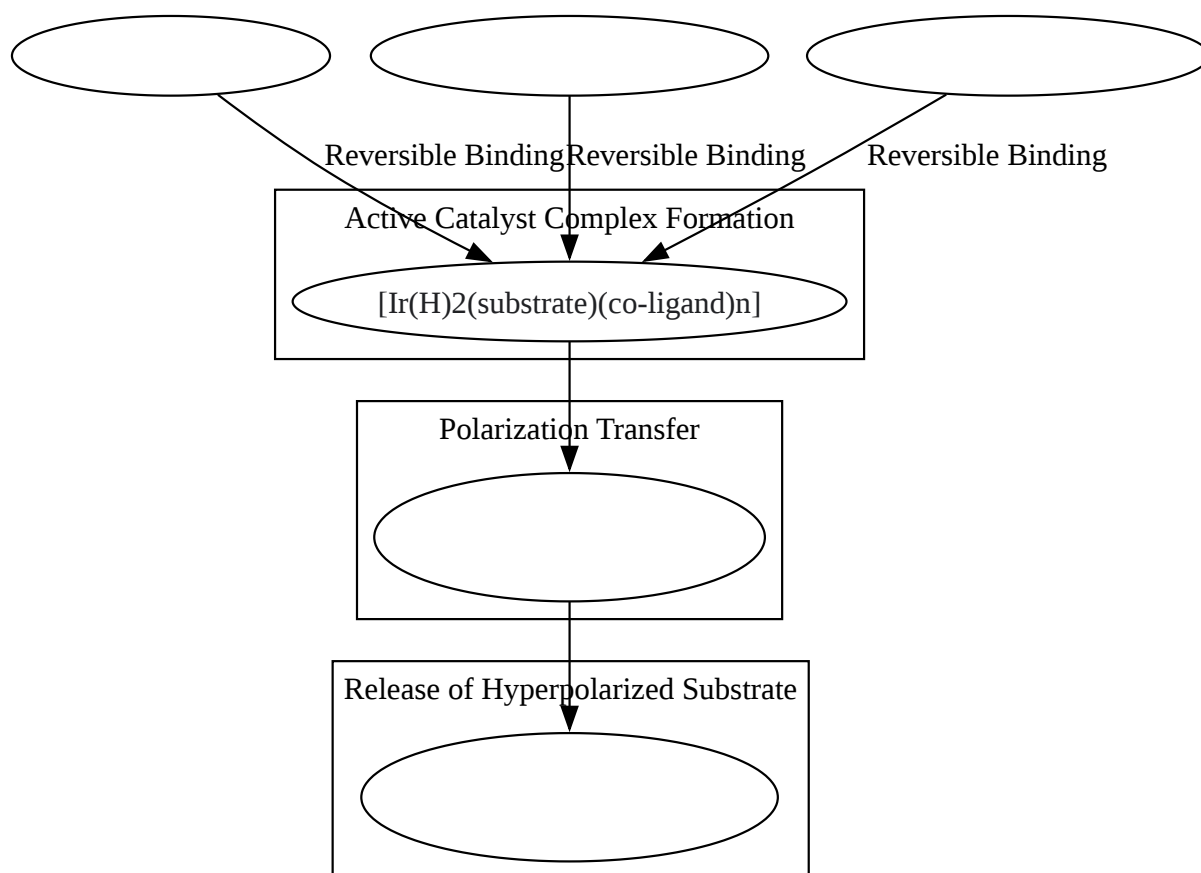 Reversible Binding
Reversible Binding
Reversible Binding
Active Catalyst Complex Formation
[Ir(H)2(substrate)(co-ligand)n]
Polarization Transfer
Release of Hyperpolarized Substrate